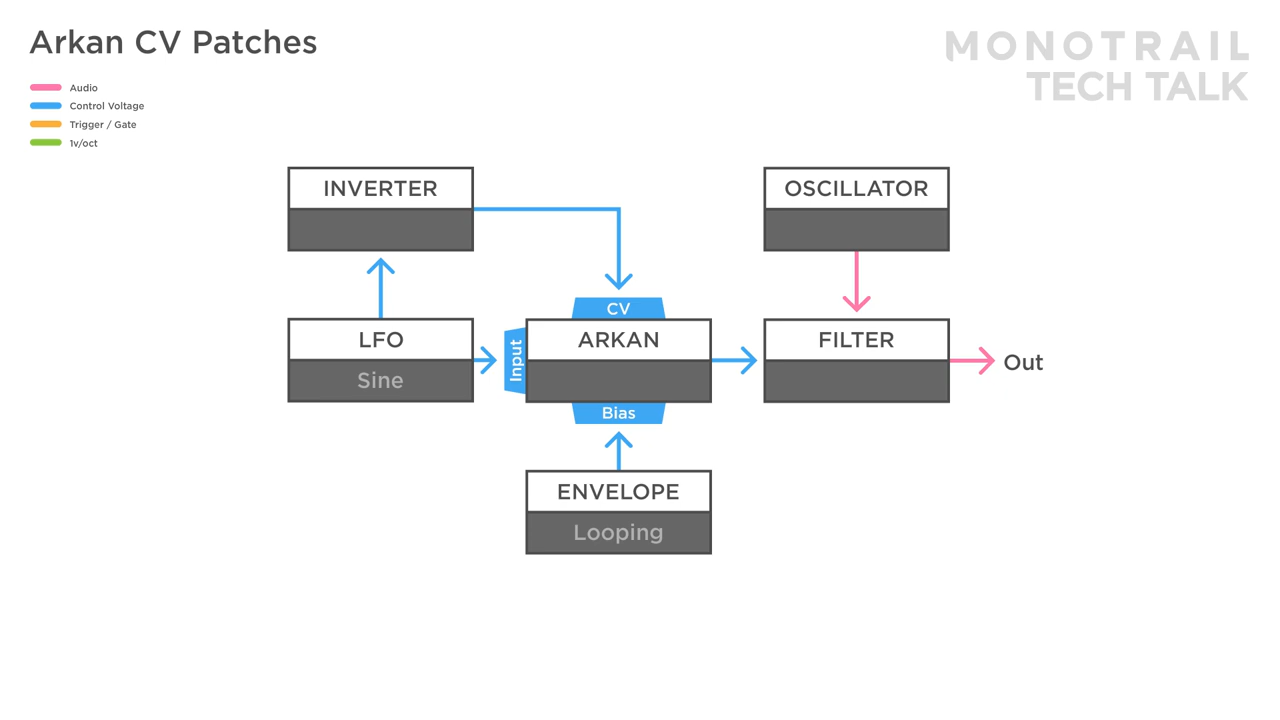 Arkan CV Patches
MONOTRAIL
TECH TALK
Audio
Control Voltage
Trigger / Gate
1v/oct
INVERTER
OSCILLATOR
CV
LFO
Sine
Input
ARKAN
FILTER
Out
Bias
ENVELOPE
Looping